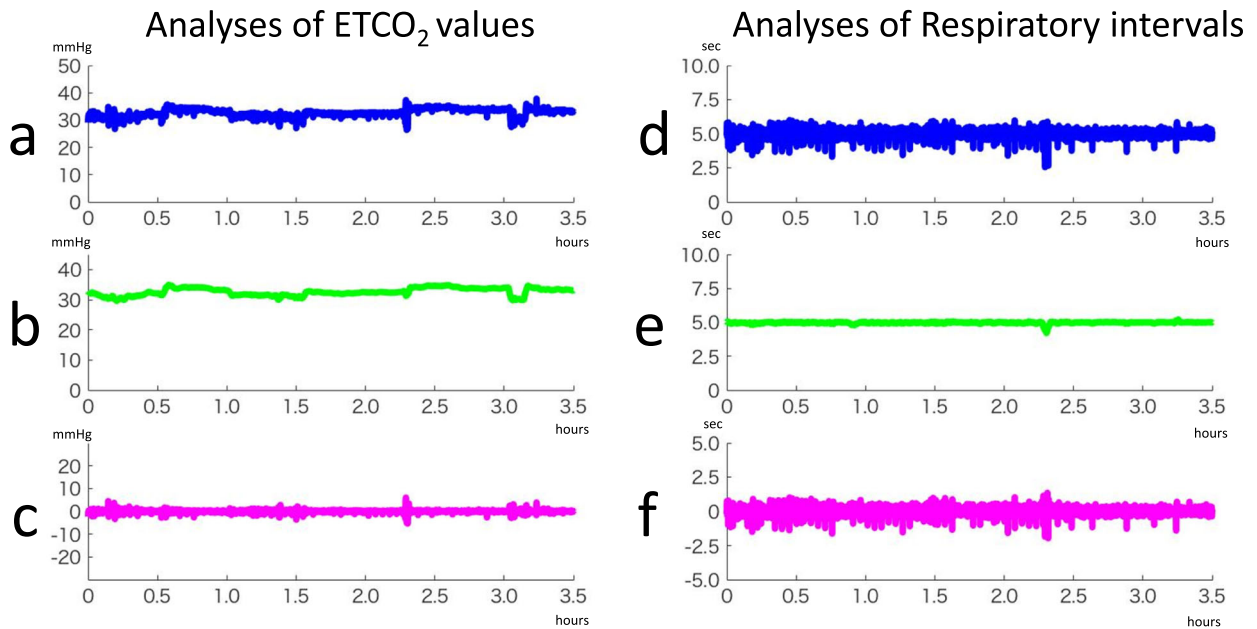 Analyses of ETCO2 values
Analyses of Respiratory intervals
a
mmHg
50
40
30
20
10
0
0 0.5 1.0 1.5 2.0 2.5 3.0 3.5
hours
b
mmHg
40
30
20
10
0
0 0.5 1.0 1.5 2.0 2.5 3.0 3.5
hours
c
mmHg
20
10
0
-10
-20
0 0.5 1.0 1.5 2.0 2.5 3.0 3.5
hours
d
sec
10.0
7.5
5.0
2.5
0
0 0.5 1.0 1.5 2.0 2.5 3.0 3.5
hours
e
sec
10.0
7.5
5.0
2.5
0
0 0.5 1.0 1.5 2.0 2.5 3.0 3.5
hours
f
sec
5.0
2.5
0
-2.5
-5.0
0 0.5 1.0 1.5 2.0 2.5 3.0 3.5
hours